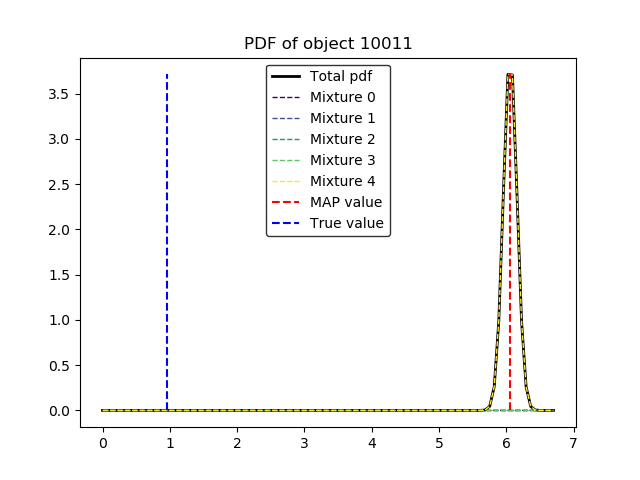 PDF of object 10011
Total pdf
Mixture 0
Mixture 1
Mixture 2
Mixture 3
Mixture 4
MAP value
True value
3.5
3.0
2.5
2.0
1.5
1.0
0.5
0.0
0 1 2 3 4 5 6 7